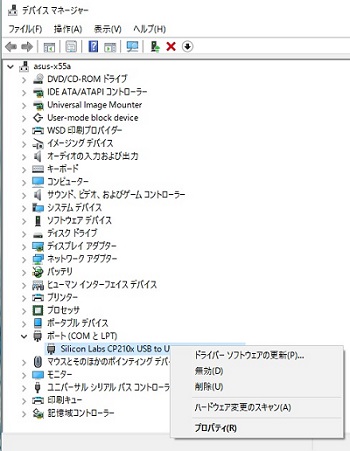 デバイス マネージャー
ファイル(F) 操作(A) 表示(V) ヘルプ(H)
asus-x55a
DVD/CD-ROM ドライブ
IDE ATA/ATAPI コントローラー
Universal Image Mounter
User-mode block device
WSD 印刷プロバイダー
イメージング デバイス
オーディオの入力および出力
キーボード
コンピューター
サウンド、ビデオ、およびゲーム コントローラー
システム デバイス
ソフトウェア デバイス
ディスク ドライブ
ディスプレイ アダプター
ネットワーク アダプター
バッテリ
ヒューマン インターフェイス デバイス
プリンター
プロセッサ
ポータブル デバイス
ポート (COM と LPT)
Silicon Labs CP210x USB to U
マウスとそのほかのポインティング デバ
モニター
ユニバーサル シリアル バス コントロー
印刷キュー
記憶域コントローラー
ドライバー ソフトウェアの更新(P)...
無効(D)
削除(U)
ハードウェア変更のスキャン(A)
プロパティ(R)